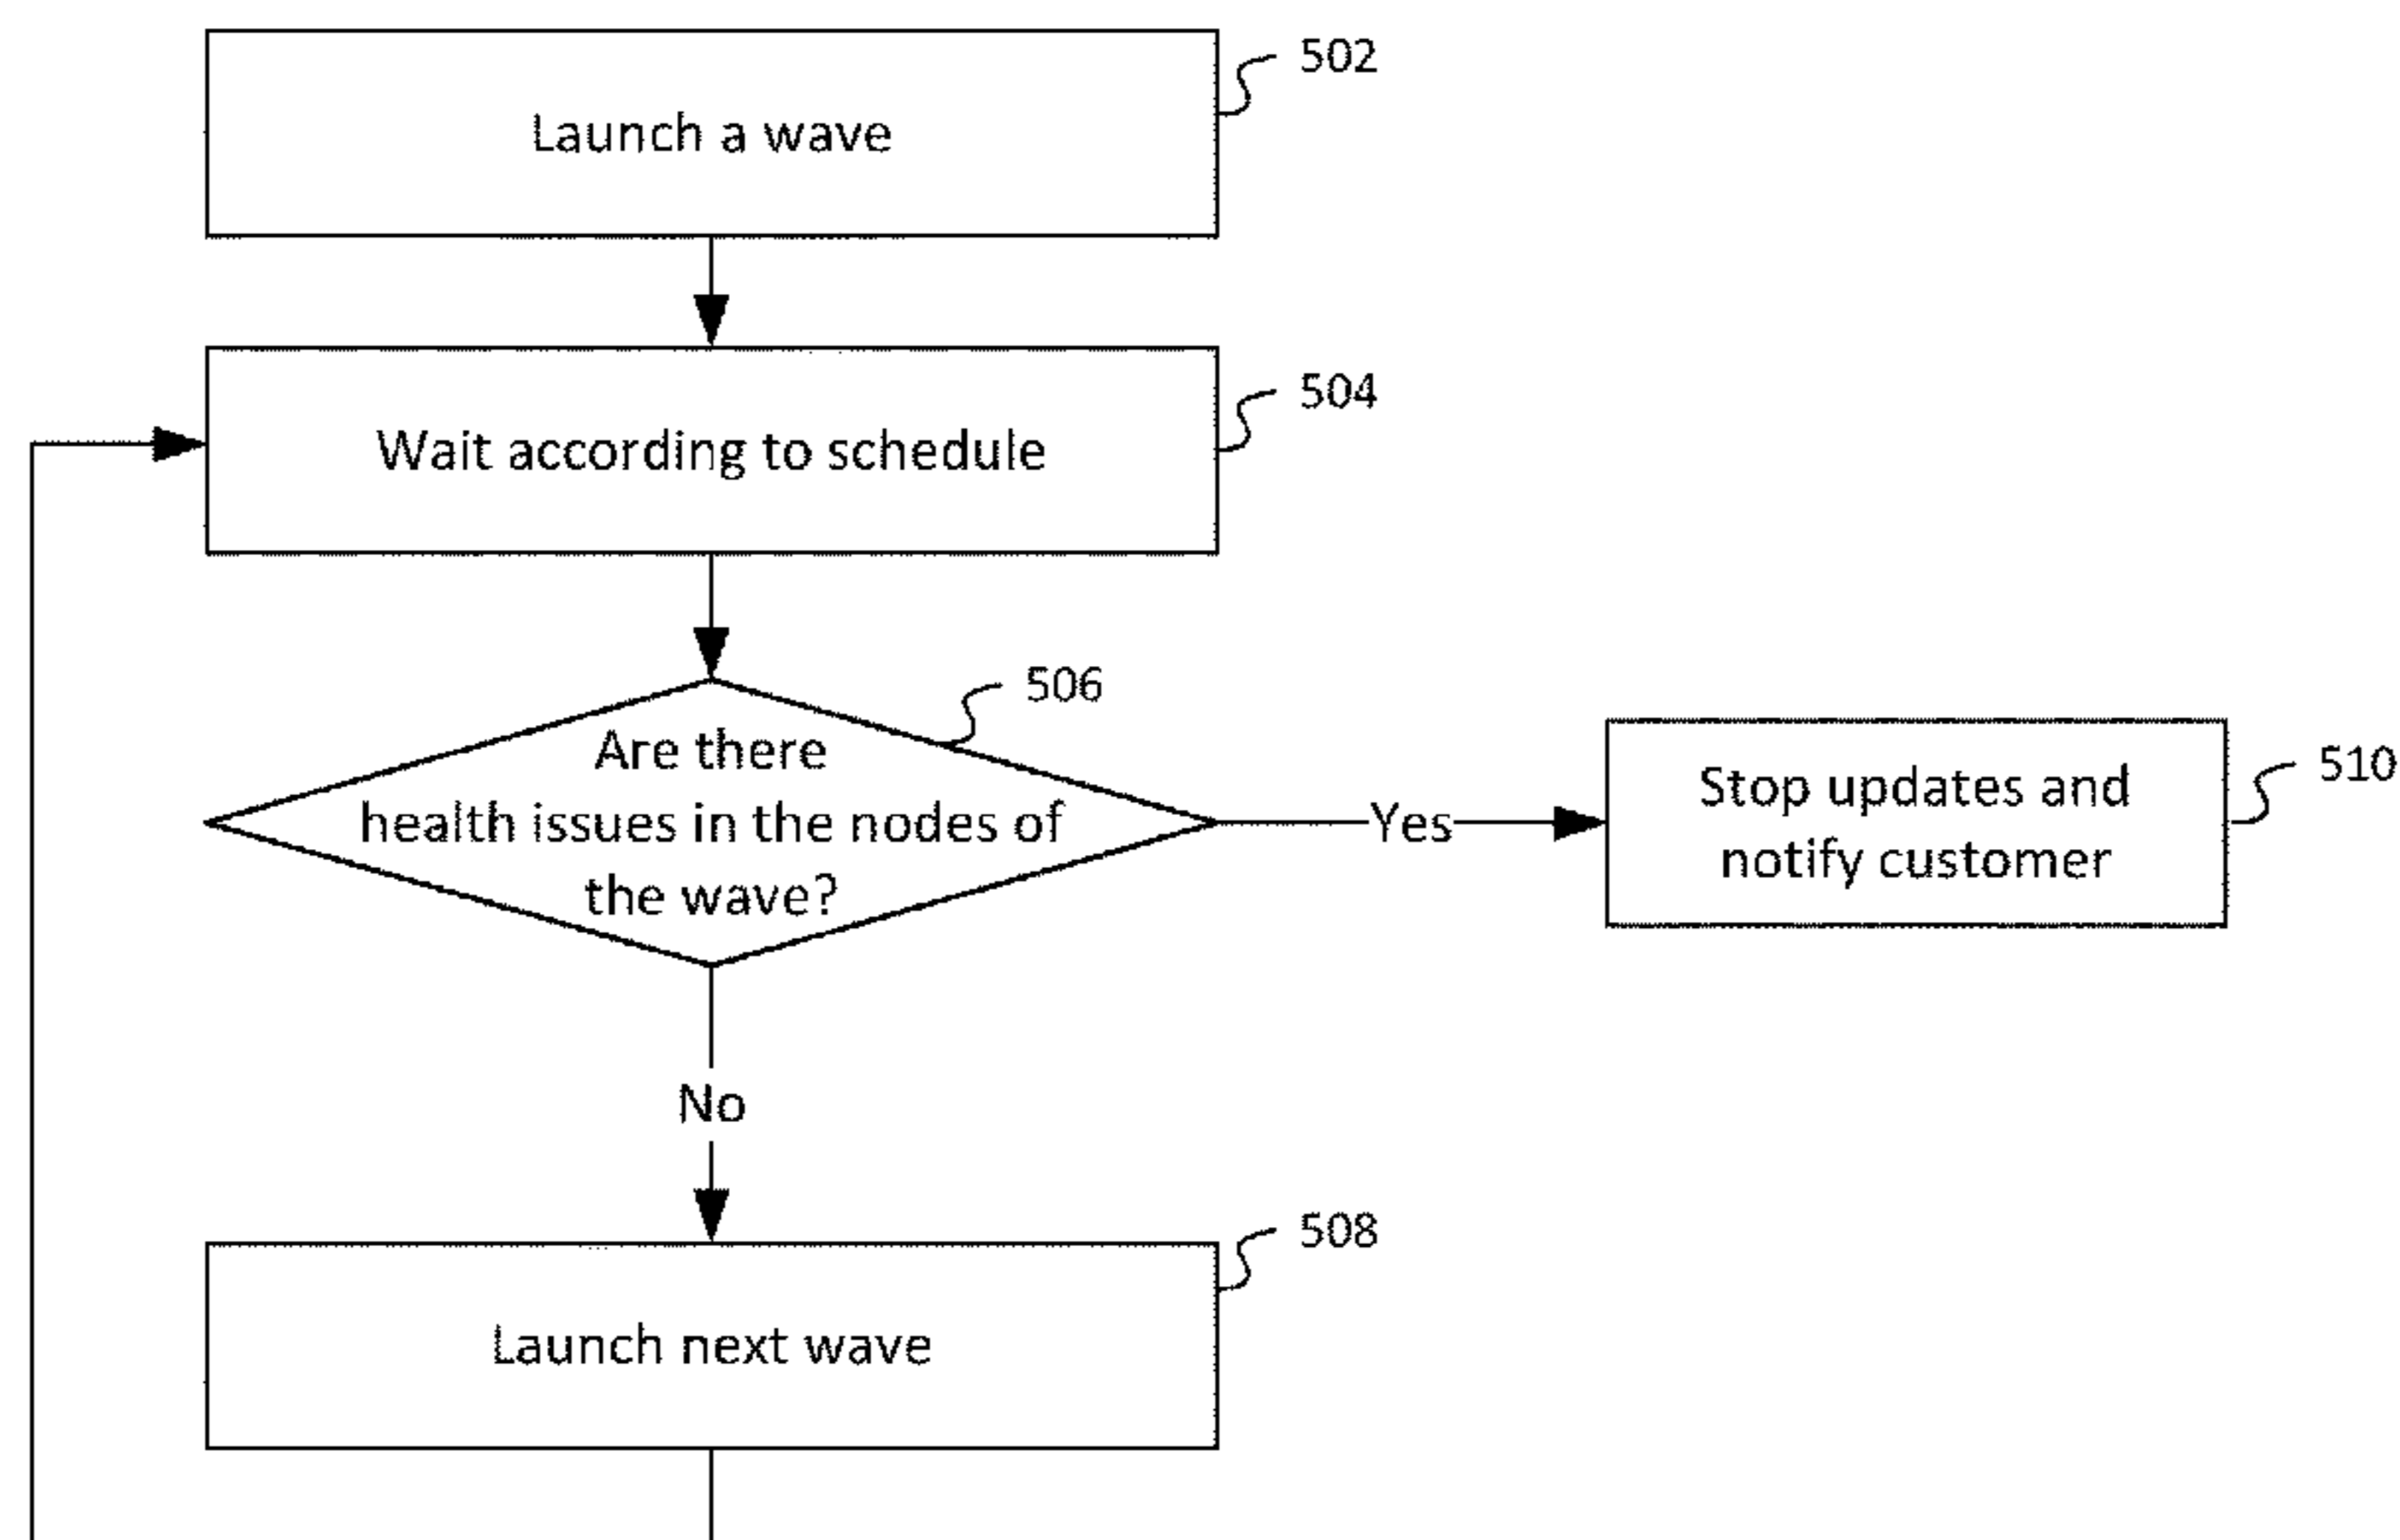 502
Launch a wave
504
Wait according to schedule
506
Are there
health issues in the nodes of
the wave?
Yes
Stop updates and
notify customer
510
No
508
Launch next wave